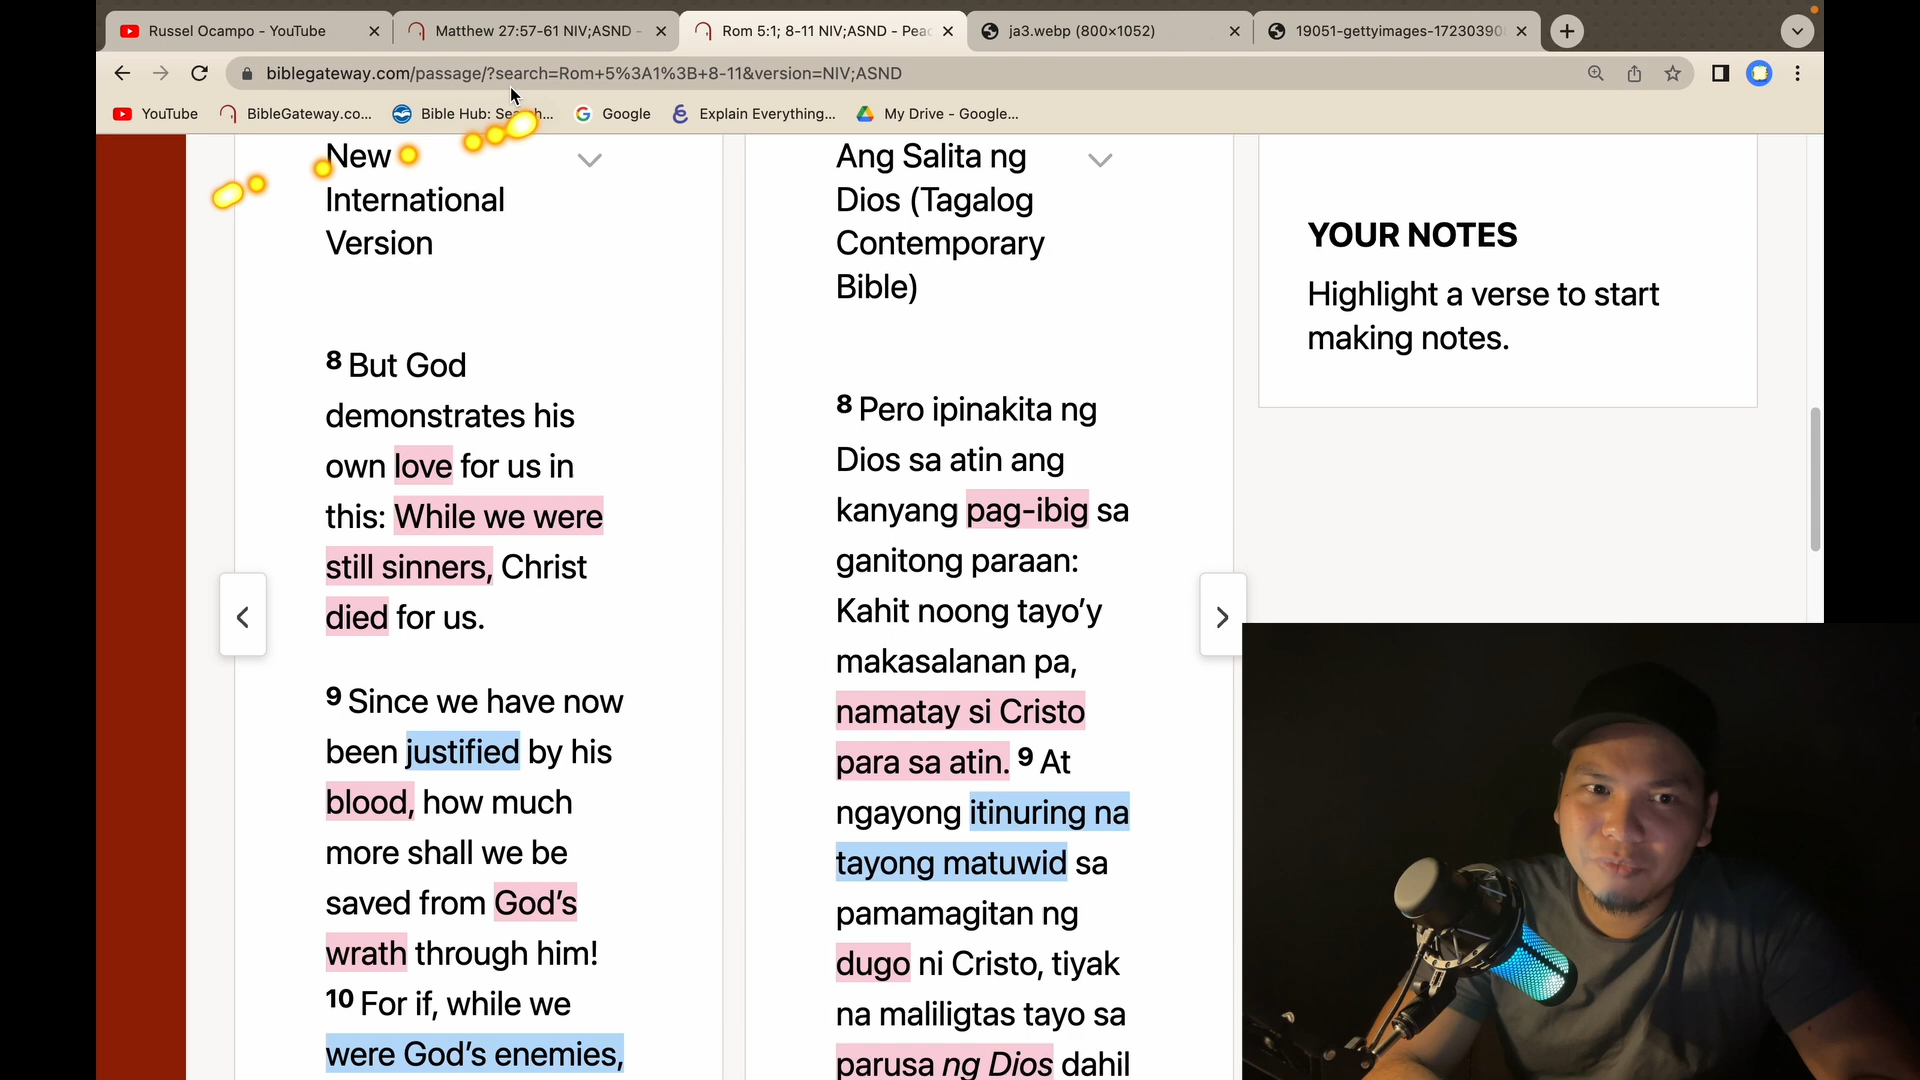 Russel Ocampo - YouTube
Matthew 27:57-61 NIV;ASND -
Rom 5:1; 8-11 NIV;ASND - Peac
ja3.webp (800×1052)
19051-gettyimages-17230390
biblegateway.com/passage/?search=Rom+5%3A1%3B+8-11&version=NIV;ASND
YouTube
BibleGateway.co...
Bible Hub: Search...
Google
Explain Everything...
My Drive - Google...
New
International
Version
8 But God
demonstrates his
own love for us in
this: While we were
still sinners, Christ
died for us.
9 Since we have now
been justified by his
blood, how much
more shall we be
saved from God's
wrath through him!
10 For if, while we
were God's enemies,
Ang Salita ng
Dios (Tagalog
Contemporary
Bible)
8 Pero ipinakita ng
Dios sa atin ang
kanyang pag-ibig sa
ganitong paraan:
Kahit noong tayo'y
makasalanan pa,
namatay si Cristo
para sa atin. 9 At
ngayong itinuring na
tayong matuwid sa
pamamagitan ng
dugo ni Cristo, tiyak
na maliligtas tayo sa
parusa ng Dios dahil
YOUR NOTES
Highlight a verse to start
making notes.